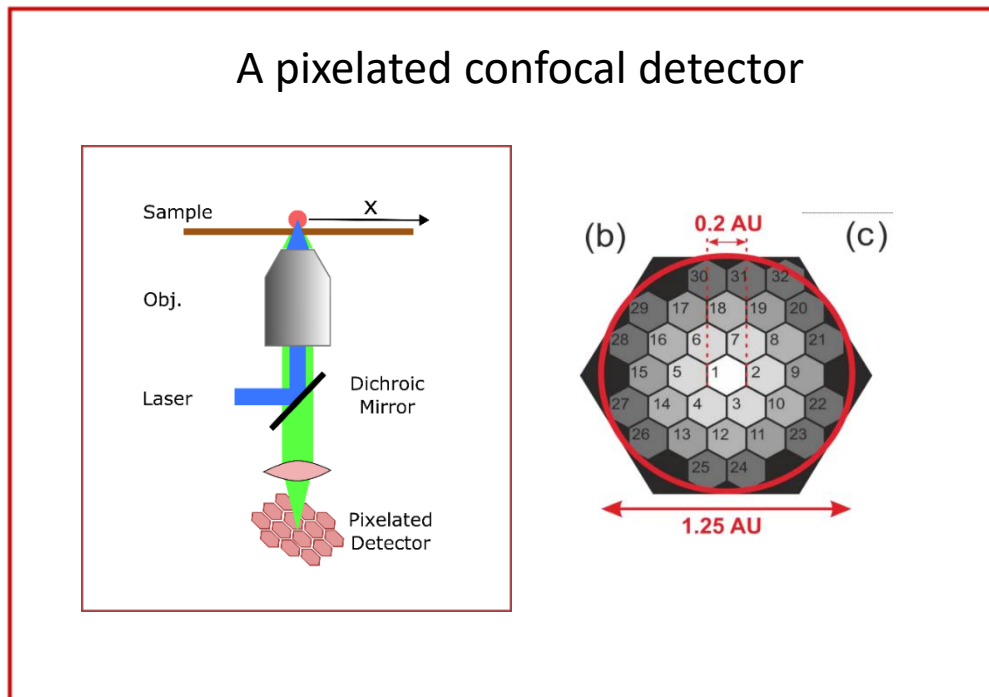 A pixelated confocal detector
Sample
X
Obj.
Laser
Dichroic
Mirror
Pixelated
Detector
(b)
0.2 AU
(c)
30 31 32
29 17 18 19 20
28 16 6 7 8 21
15 5 1 2 9
27 14 4 3 10 22
26 13 12 11 23
25 24
1.25 AU